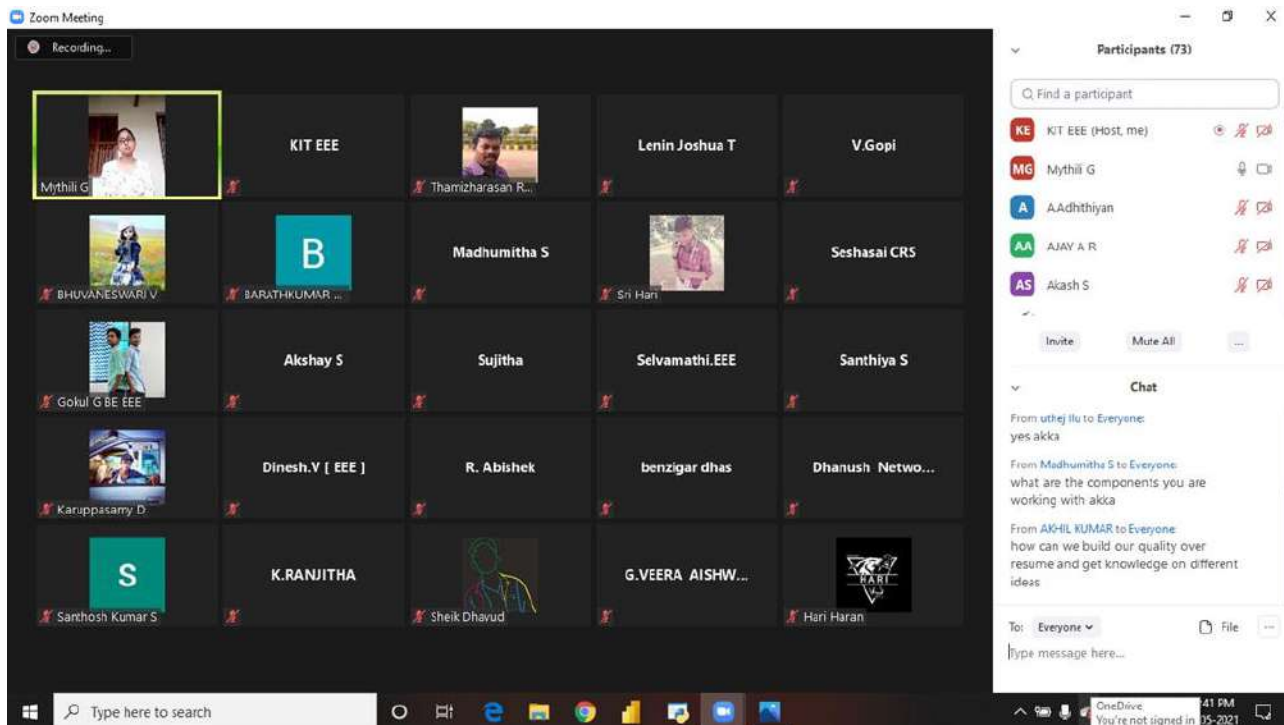 Zoom Meeting
Recording...
Mythili G
KIT EEE
Thamizharasan R...
Lenin Joshua T
V.Gopi
BHUVANESWARI V
B
BARATHKUMAR ...
Madhumitha S
Sri Hari
Seshasai CRS
Gokul G BE EEE
Akshay S
Sujitha
Selvamathi.EEE
Santhiya S
Karuppasamy D
Dinesh.V [ EEE ]
R. Abishek
benzigar dhas
Dhanush Netwo...
S
Santhosh Kumar S
K.RANJITHA
Sheik Dhavud
G.VEERA AISHW...
HARI
Hari Haran
Participants (73)
Find a participant
KE KIT EEE (Host, me)
MG Mythili G
A A.Adhithiyan
AA AJAY A R
AS Akash S
Invite
Mute All
...
Chat
From uthej llu to Everyone:
yes akka
From Madhumitha S to Everyone:
what are the components you are
working with akka
From AKHIL KUMAR to Everyone:
how can we build our quality over
resume and get knowledge on different
ideas
To: Everyone
File
...
Type message here...
Type here to search
OneDrive
You're not signed in
41 PM
05-2021